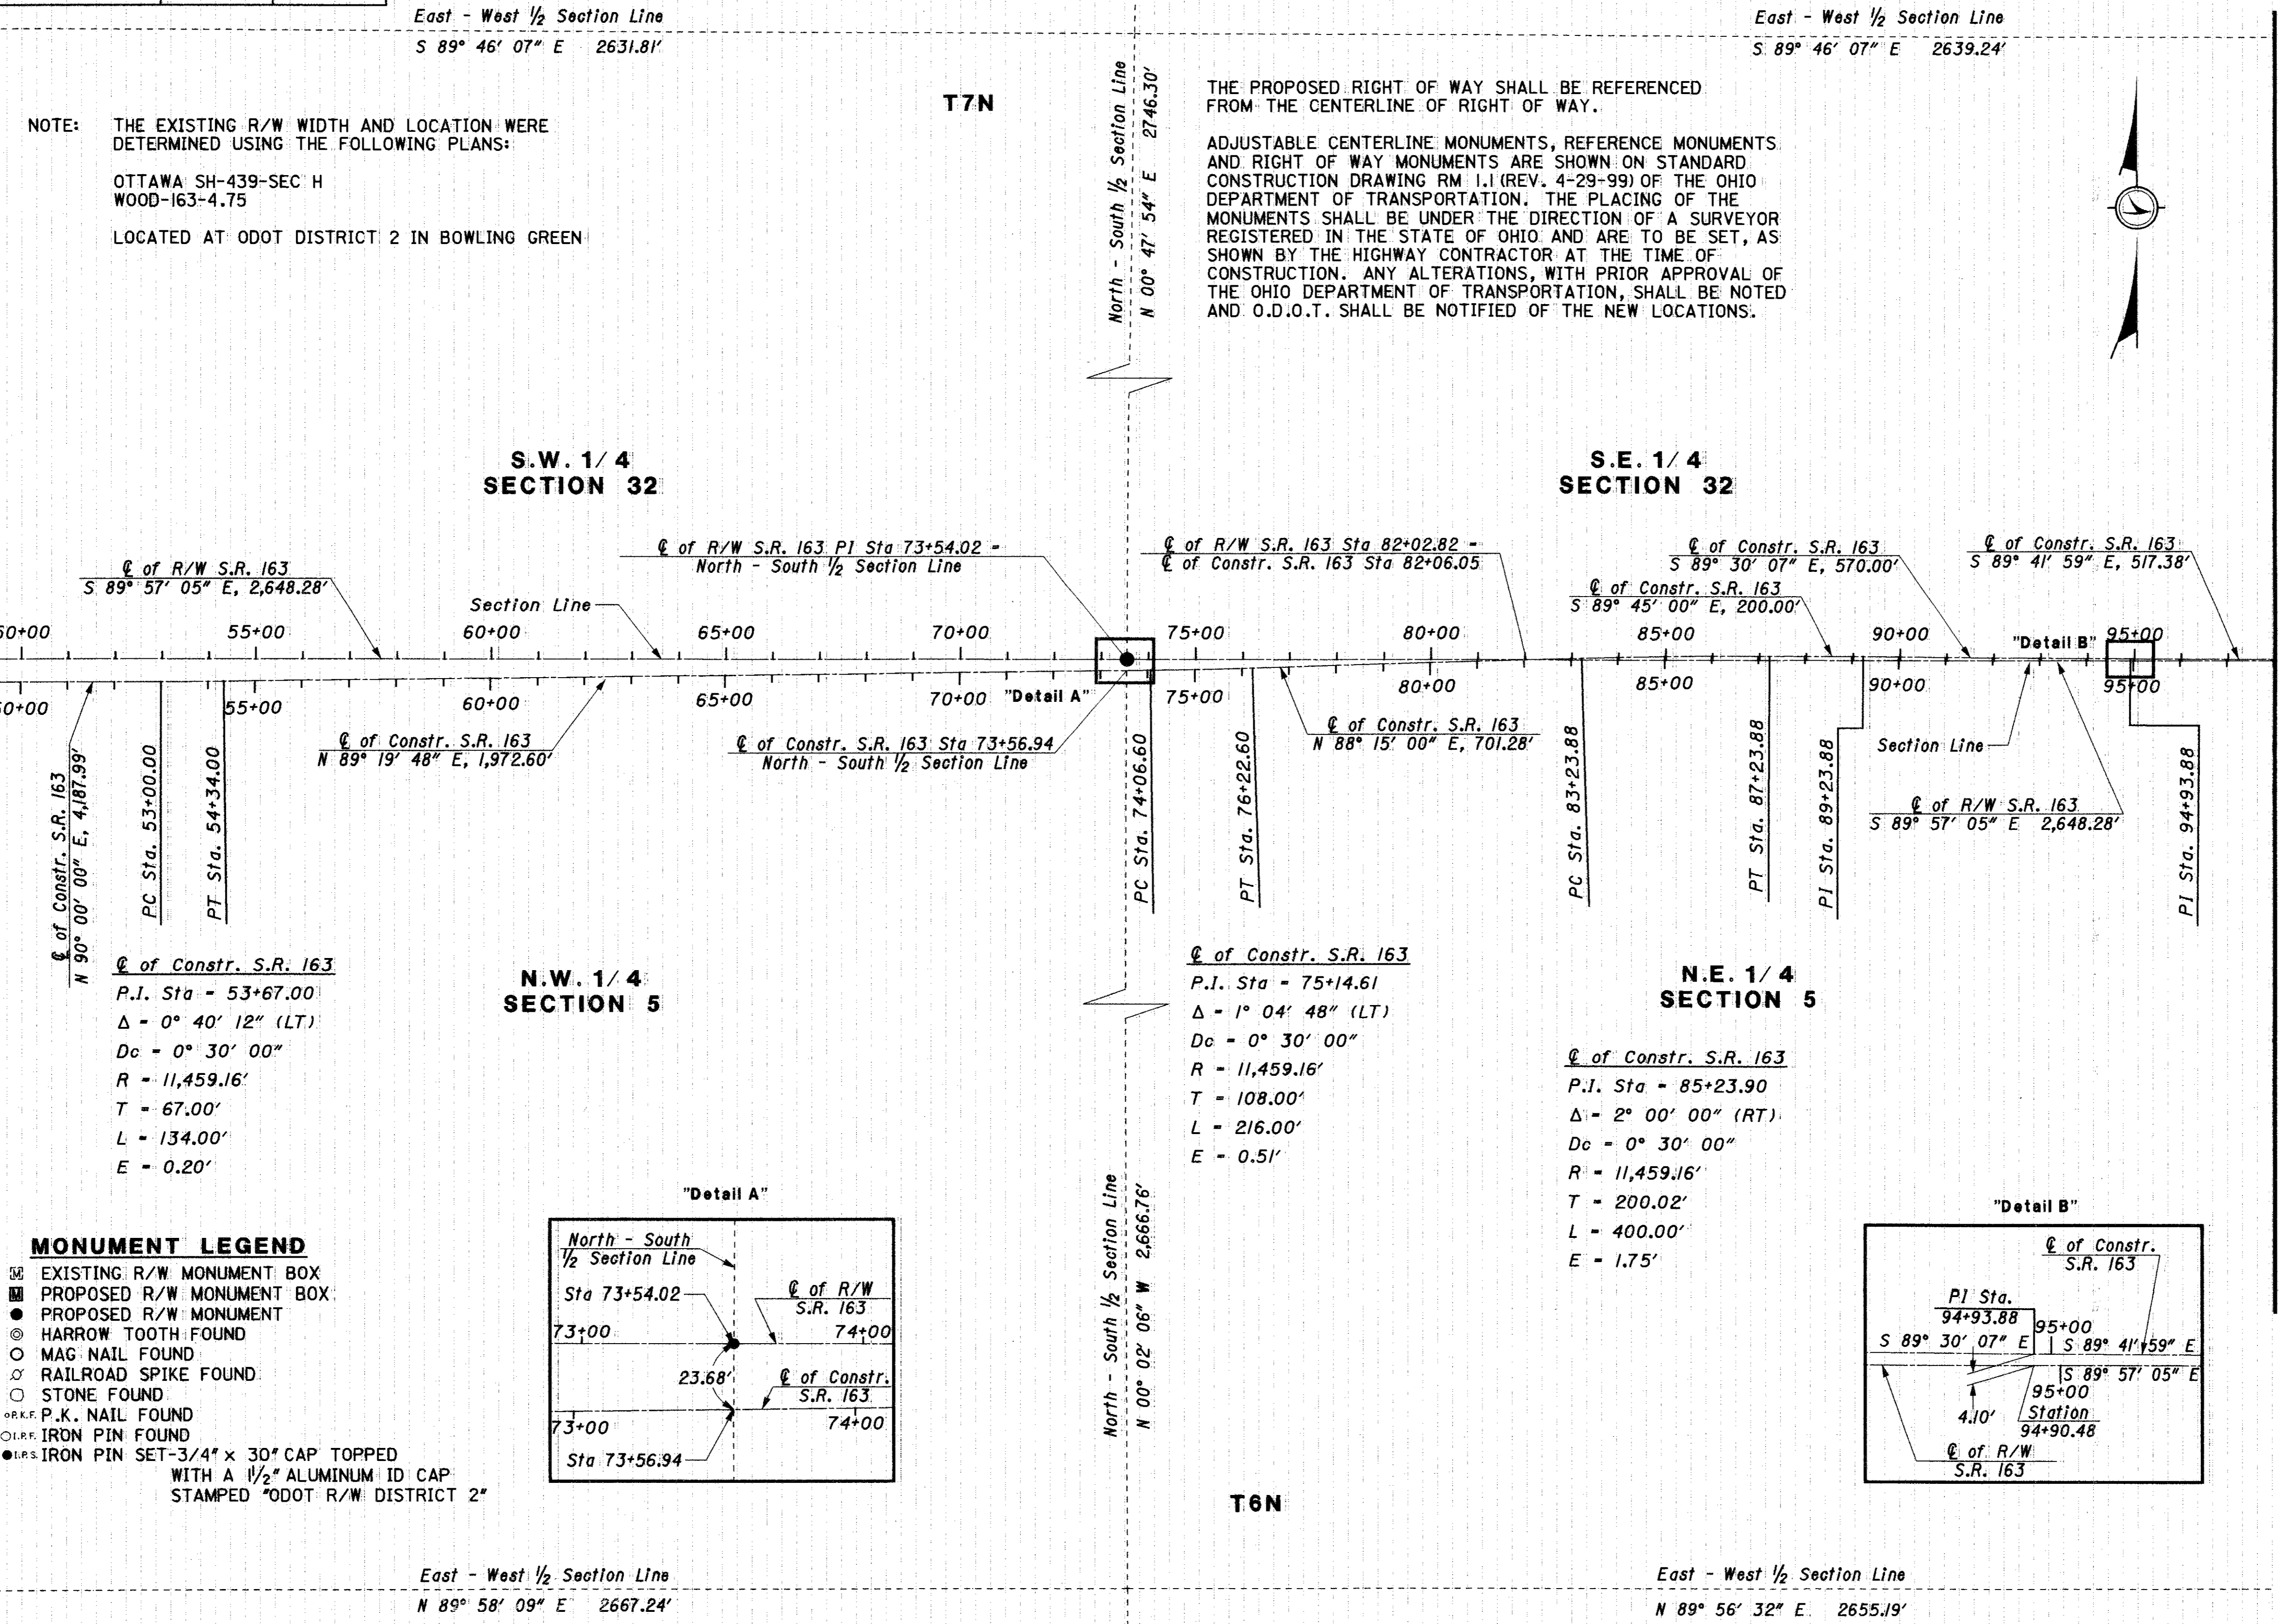 East - West 1/2 Section Line
S 89° 46' 07" E 2631.81'
East - West 1/2 Section Line
S 89° 46' 07" E 2639.24'
T7N
North - South 1/2 Section Line
N 00° 47' 54" E 2746.30'
NOTE: THE EXISTING R/W WIDTH AND LOCATION WERE
DETERMINED USING THE FOLLOWING PLANS:
OTTAWA SH-439-SEC H
WOOD-163-4.75
LOCATED AT ODOT DISTRICT 2 IN BOWLING GREEN
THE PROPOSED RIGHT OF WAY SHALL BE REFERENCED
FROM THE CENTERLINE OF RIGHT OF WAY.
ADJUSTABLE CENTERLINE MONUMENTS, REFERENCE MONUMENTS
AND RIGHT OF WAY MONUMENTS ARE SHOWN ON STANDARD
CONSTRUCTION DRAWING RM 1.1 (REV. 4-29-99) OF THE OHIO
DEPARTMENT OF TRANSPORTATION. THE PLACING OF THE
MONUMENTS SHALL BE UNDER THE DIRECTION OF A SURVEYOR
REGISTERED IN THE STATE OF OHIO AND ARE TO BE SET, AS
SHOWN BY THE HIGHWAY CONTRACTOR AT THE TIME OF
CONSTRUCTION. ANY ALTERATIONS, WITH PRIOR APPROVAL OF
THE OHIO DEPARTMENT OF TRANSPORTATION, SHALL BE NOTED
AND O.D.O.T. SHALL BE NOTIFIED OF THE NEW LOCATIONS.
S.W. 1/4
SECTION 32
S.E. 1/4
SECTION 32
℄ of R/W S.R. 163
S 89° 57' 05" E, 2,648.28'
Section Line
℄ of R/W S.R. 163 PI Sta 73+54.02 =
North - South 1/2 Section Line
℄ of R/W S.R. 163 Sta 82+02.82 =
℄ of Constr. S.R. 163 Sta 82+06.05
℄ of Constr. S.R. 163
S 89° 45' 00" E, 200.00'
℄ of Constr. S.R. 163
S 89° 30' 07" E, 570.00'
℄ of Constr. S.R. 163
S 89° 41' 59" E, 517.38'
50+00 55+00 60+00 65+00 70+00 75+00 80+00 85+00 90+00 "Detail B" 95+00
50+00 55+00 60+00 65+00 70+00 "Detail A" 75+00 80+00 85+00 90+00 95+00
℄ of Constr. S.R. 163
N 90° 00' 00" E, 4,187.99'
PC Sta. 53+00.00
PT Sta. 54+34.00
℄ of Constr. S.R. 163
N 89° 19' 48" E, 1,972.60'
℄ of Constr. S.R. 163 Sta 73+56.94
North - South 1/2 Section Line
PC Sta. 74+06.60
PT Sta. 76+22.60
℄ of Constr. S.R. 163
N 88° 15' 00" E, 701.28'
PC Sta. 83+23.88
PT Sta. 87+23.88
PI Sta. 89+23.88
Section Line
℄ of R/W S.R. 163
S 89° 57' 05" E 2,648.28'
PI Sta. 94+93.88
℄ of Constr. S.R. 163
P.I. Sta = 53+67.00
Δ = 0° 40' 12" (LT)
Dc = 0° 30' 00"
R = 11,459.16'
T = 67.00'
L = 134.00'
E = 0.20'
N.W. 1/4
SECTION 5
℄ of Constr. S.R. 163
P.I. Sta = 75+14.61
Δ = 1° 04' 48" (LT)
Dc = 0° 30' 00"
R = 11,459.16'
T = 108.00'
L = 216.00'
E = 0.51'
N.E. 1/4
SECTION 5
℄ of Constr. S.R. 163
P.I. Sta = 85+23.90
Δ = 2° 00' 00" (RT)
Dc = 0° 30' 00"
R = 11,459.16'
T = 200.02'
L = 400.00'
E = 1.75'
North - South 1/2 Section Line
N 00° 02' 06" W 2,666.76'
MONUMENT LEGEND
M EXISTING R/W MONUMENT BOX
M PROPOSED R/W MONUMENT BOX
PROPOSED R/W MONUMENT
HARROW TOOTH FOUND
MAG NAIL FOUND
RAILROAD SPIKE FOUND
STONE FOUND
P.K.F. P.K. NAIL FOUND
I.P.F. IRON PIN FOUND
I.P.S. IRON PIN SET-3/4" x 30" CAP TOPPED
WITH A 1 1/2" ALUMINUM ID CAP
STAMPED "ODOT R/W DISTRICT 2"
"Detail A"
North - South
1/2 Section Line
Sta 73+54.02
℄ of R/W
S.R. 163
73+00 74+00
23.68'
℄ of Constr.
S.R. 163
73+00 74+00
Sta 73+56.94
"Detail B"
℄ of Constr.
S.R. 163
PI Sta.
94+93.88
95+00
S 89° 30' 07" E S 89° 41' 59" E
S 89° 57' 05" E
95+00
4.10'
Station
94+90.48
℄ of R/W
S.R. 163
T6N
East - West 1/2 Section Line
N 89° 58' 09" E 2667.24'
East - West 1/2 Section Line
N 89° 56' 32" E 2655.19'